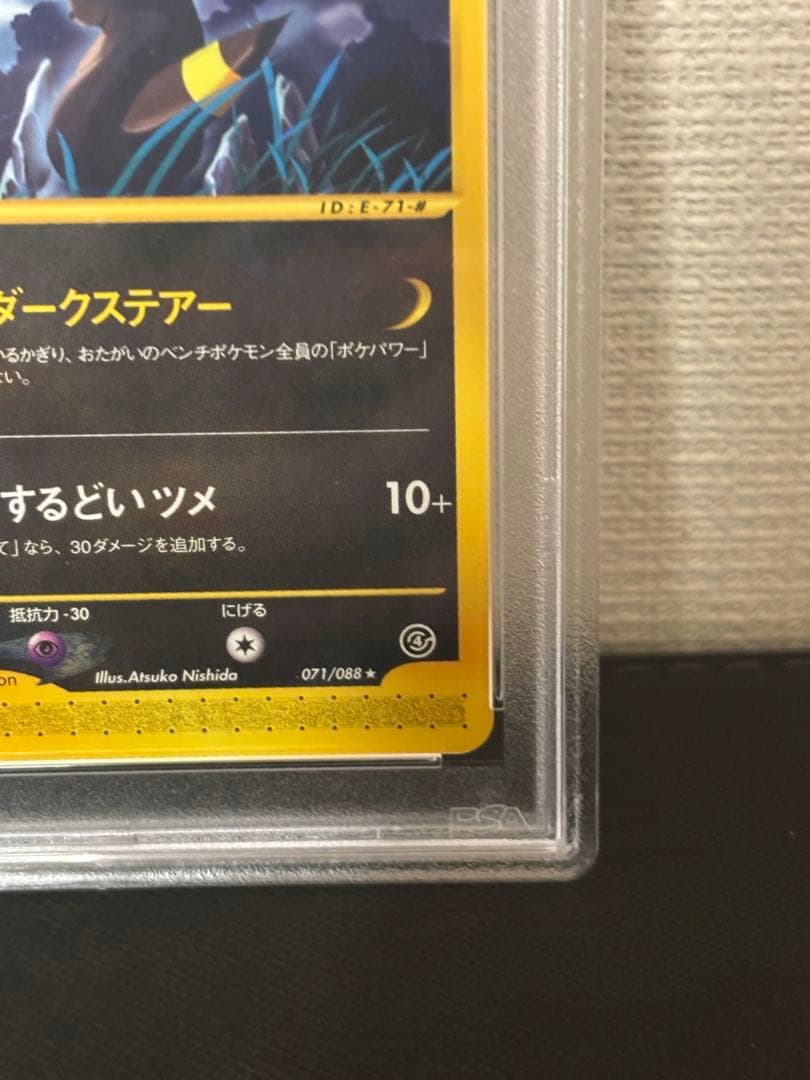 ID:E-71-#
ダークステアー
いるかぎり、おたがいのベンチポケモン全員の「ポケパワー」
ない。
するどいツメ 10+
て」なら、30ダメージを追加する。
抵抗力 -30 にげる
4
on Illus.Atsuko Nishida 071/088 ★
PSA